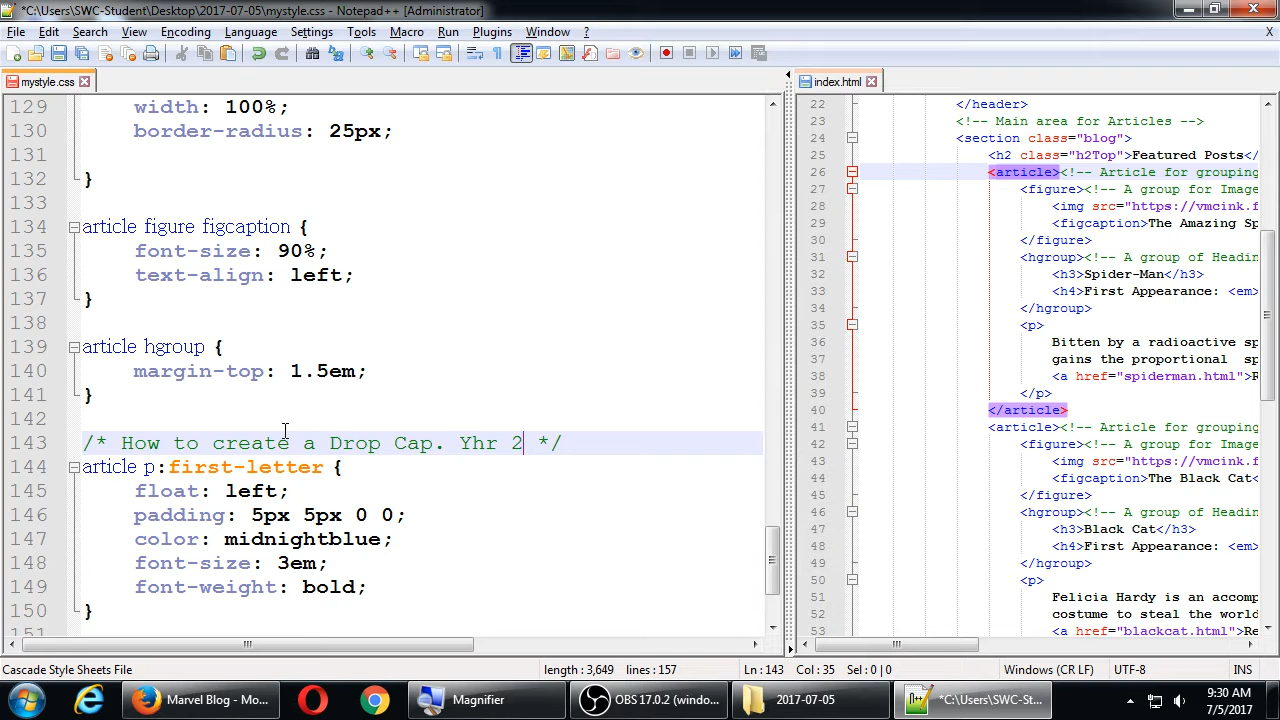 *C:\Users\SWC-Student\Desktop\2017-07-05\mystyle.css - Notepad++ [Administrator]
File Edit Search View Encoding Language Settings Tools Macro Run Plugins Window ? X
mystyle.css
129 width: 100%;
130 border-radius: 25px;
131
132 }
133
134 article figure figcaption {
135 font-size: 90%;
136 text-align: left;
137 }
138
139 article hgroup {
140 margin-top: 1.5em;
141 }
142
143 /* How to create a Drop Cap. Yhr 2 */
144 article p:first-letter {
145 float: left;
146 padding: 5px 5px 0 0;
147 color: midnightblue;
148 font-size: 3em;
149 font-weight: bold;
150 }
151
index.html
22 </header>
23 <!-- Main area for Articles -->
24 <section class="blog">
25 <h2 class="h2Top">Featured Posts</
26 <article><!-- Article for grouping
27 <figure><!-- A group for Image
28 <img src="https://vmcink.f
29 <figcaption>The Amazing Sp
30 </figure>
31 <hgroup><!-- A group of Heading
32 <h3>Spider-Man</h3>
33 <h4>First Appearance: <em>
34 </hgroup>
35 <p>
36 Bitten by a radioactive sp
37 gains the proportional sp
38 <a href="spiderman.html">R
39 </p>
40 </article>
41 <article><!-- Article for grouping
42 <figure><!-- A group for Image
43 <img src="https://vmcink.f
44 <figcaption>The Black Cat<
45 </figure>
46 <hgroup><!-- A group of Heading
47 <h3>Black Cat</h3>
48 <h4>First Appearance: <em>
49 </hgroup>
50 <p>
51 Felicia Hardy is an accomp
52 costume to steal the world
53 <a href="blackcat.html">Re
Cascade Style Sheets File length : 3,649 lines : 157 Ln : 143 Col : 35 Sel : 0 | 0 Windows (CR LF) UTF-8 INS
Marvel Blog - Moz... Magnifier OBS 17.0.2 (windo... 2017-07-05 *C:\Users\SWC-St...
9:30 AM
7/5/2017